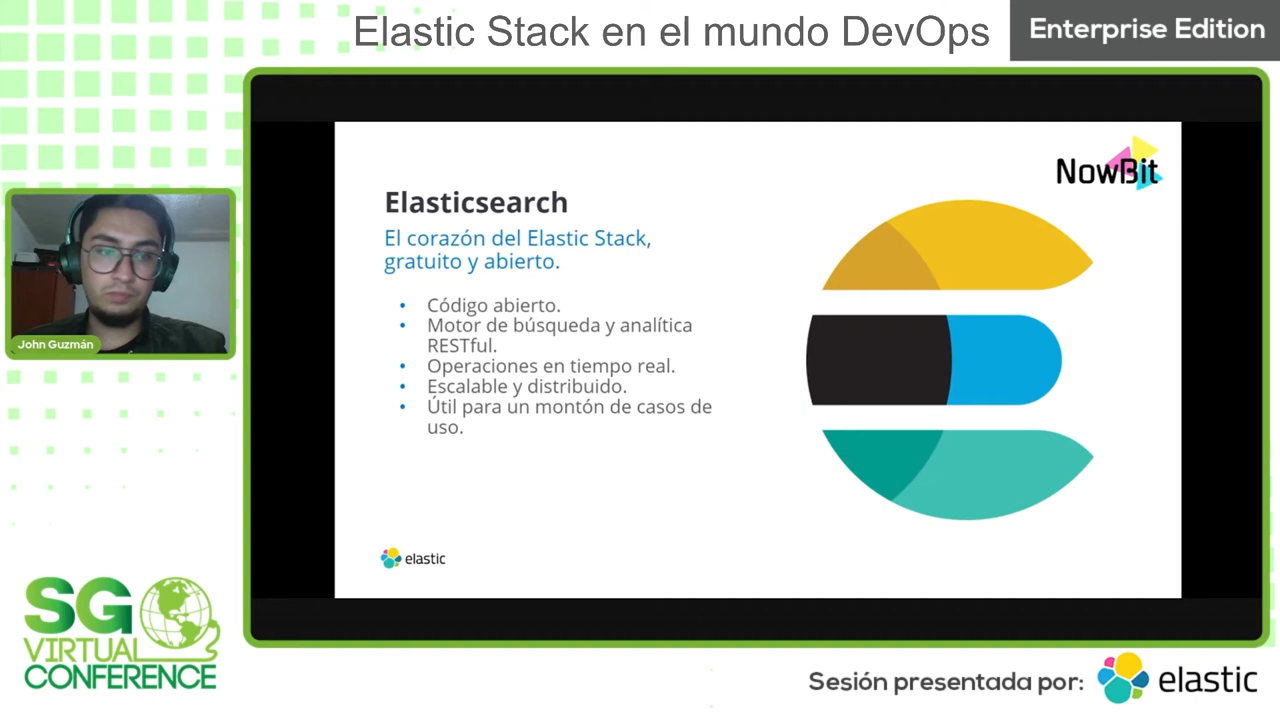 Elastic Stack en el mundo DevOps
Enterprise Edition
NowBit
Elasticsearch
El corazón del Elastic Stack,
gratuito y abierto.
• Código abierto.
• Motor de búsqueda y analítica
RESTful.
• Operaciones en tiempo real.
• Escalable y distribuido.
• Útil para un montón de casos de
uso.
elastic
John Guzmán
SG
VIRTUAL
CONFERENCE
Sesión presentada por:
elastic